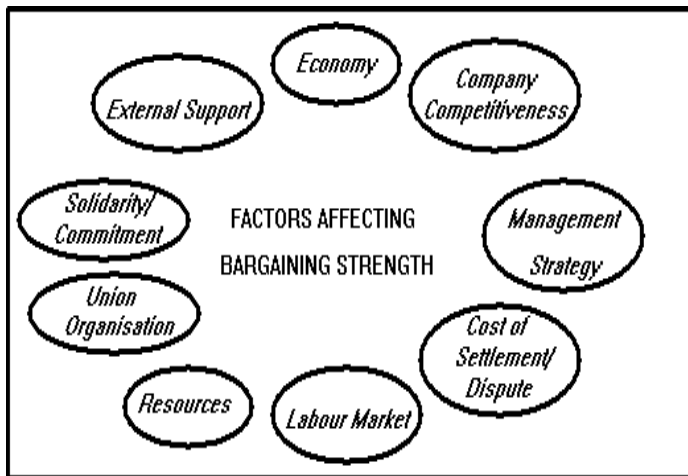 Economy
Company
Competitiveness
External Support
Solidarity/
Commitment
FACTORS AFFECTING
BARGAINING STRENGTH
Management
Strategy
Union
Organisation
Cost of
Settlement/
Dispute
Resources
Labour Market